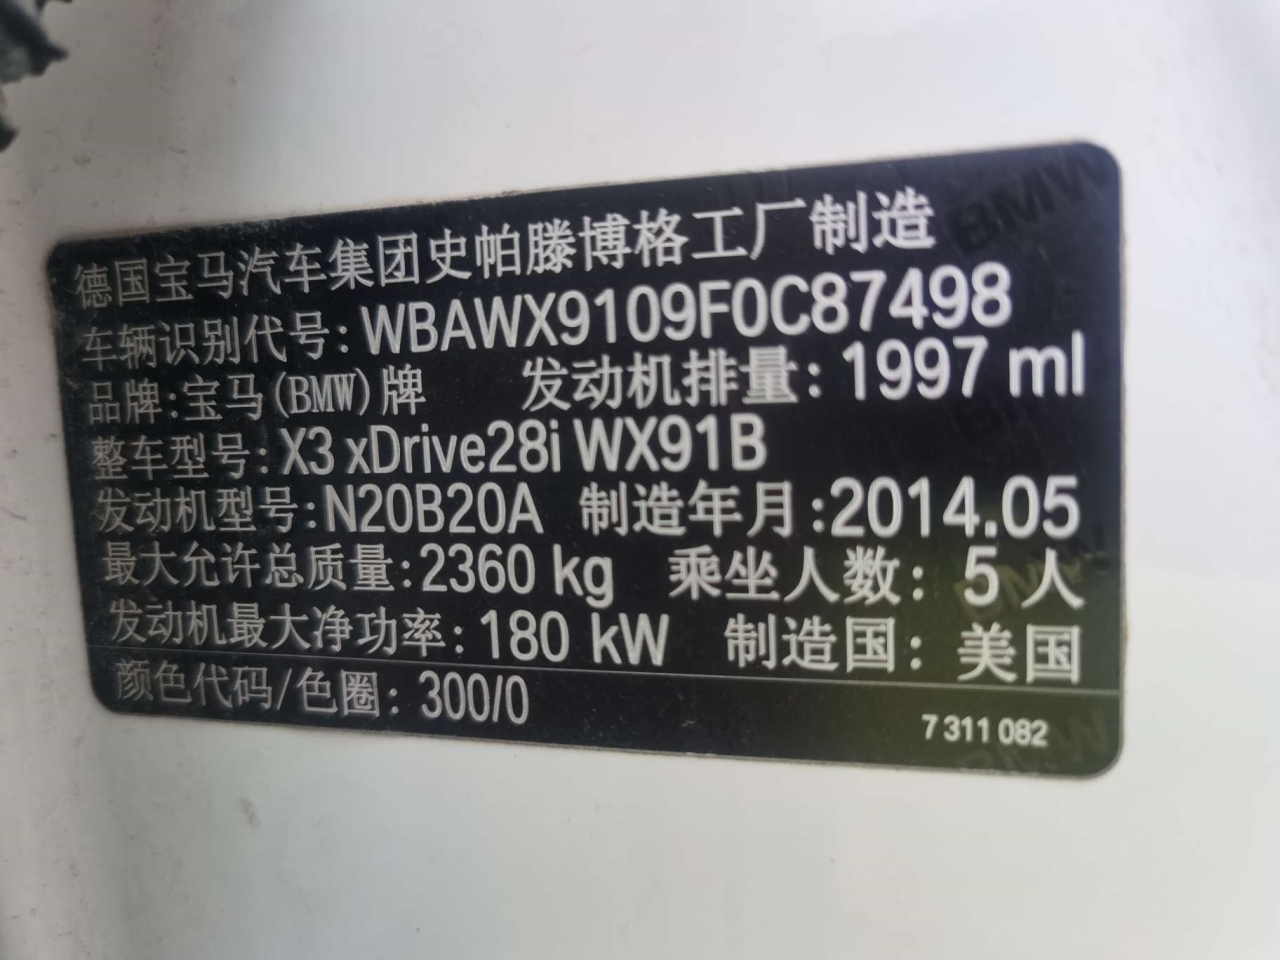 德国宝马汽车集团史帕滕博格工厂制造
车辆识别代号:WBAWX9109F0C87498
品牌:宝马(BMW)牌 发动机排量:1997 ml
整车型号:X3 xDrive28i WX91B
发动机型号:N20B20A 制造年月:2014.05
最大允许总质量:2360 kg 乘坐人数:5人
发动机最大净功率:180 kW 制造国:美国
颜色代码/色圈:300/0
7 311 082
BMW
BMW